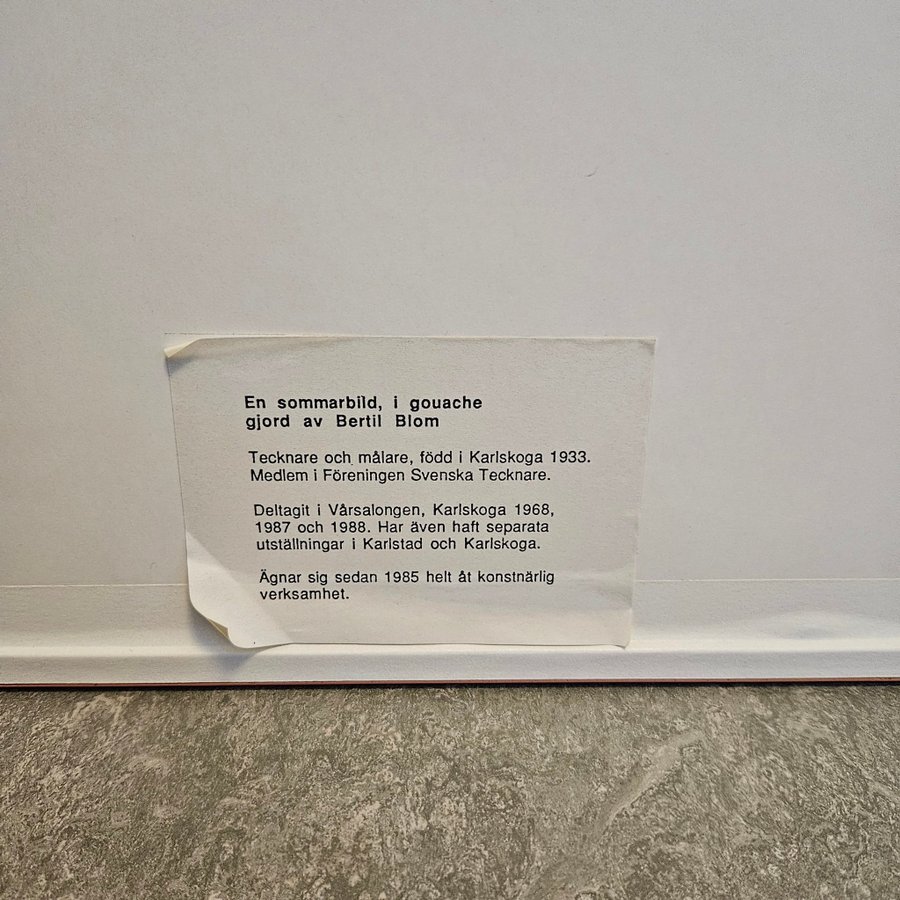 En sommarbild, i gouache
gjord av Bertil Blom
Tecknare och målare, född i Karlskoga 1933.
Medlem i Föreningen Svenska Tecknare.
Deltagit i Vårsalongen, Karlskoga 1968,
1987 och 1988. Har även haft separata
utställningar i Karlstad och Karlskoga.
Ägnar sig sedan 1985 helt åt konstnärlig
verksamhet.